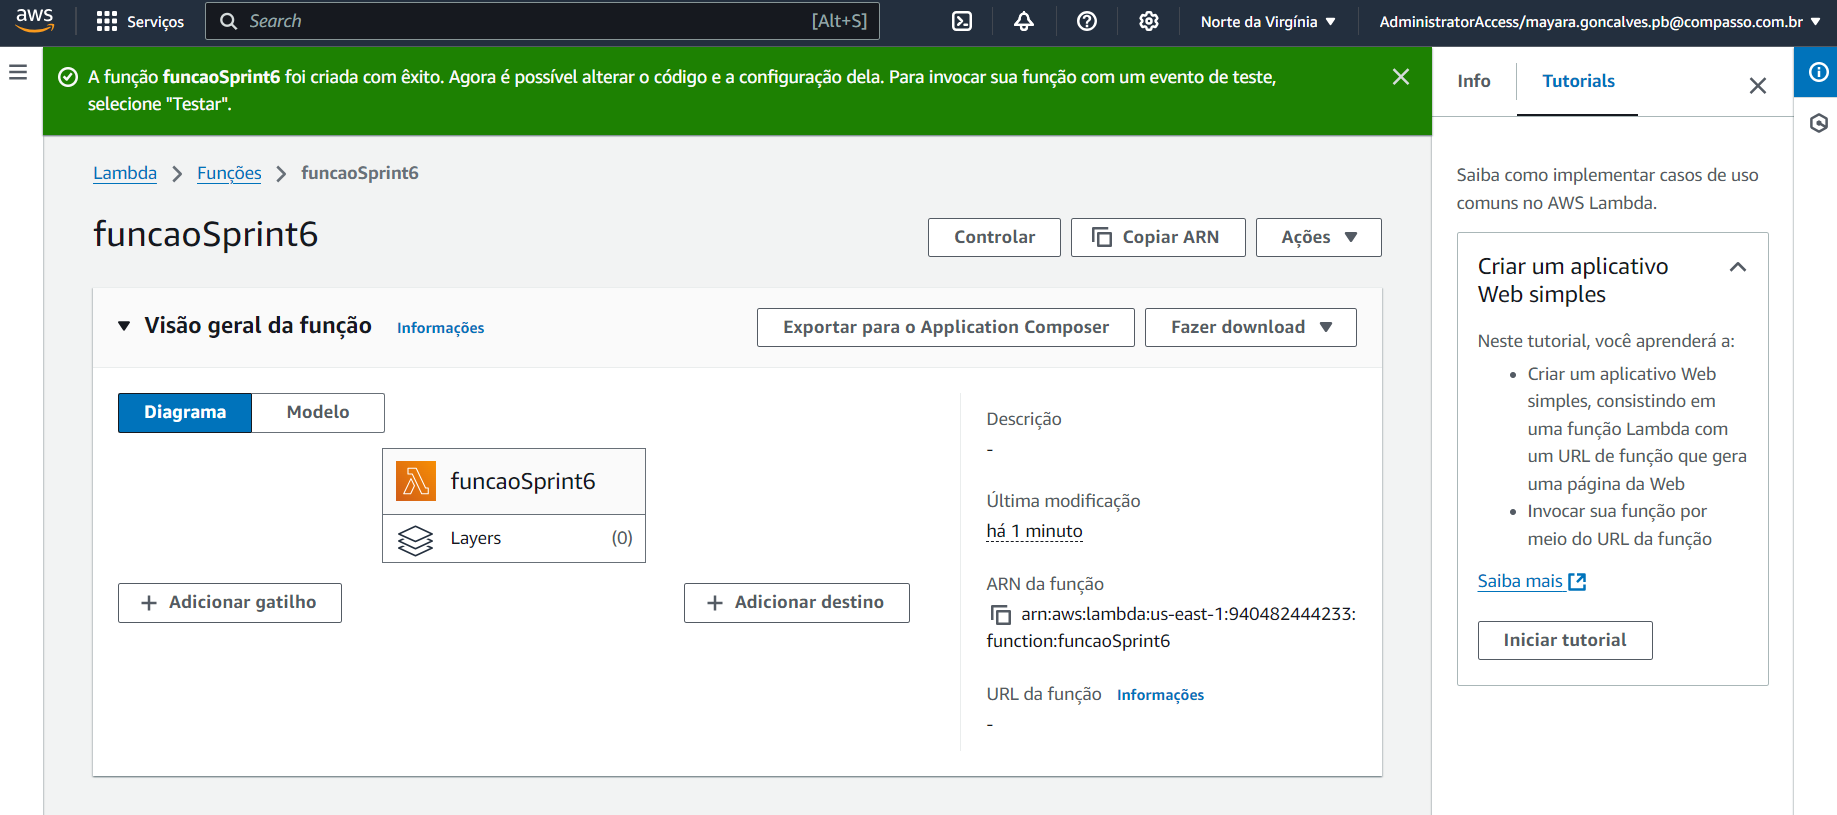 aws
Serviços
Search
[Alt+S]
Norte da Virgínia
AdministratorAccess/mayara.goncalves.pb@compasso.com.br
A função funcaoSprint6 foi criada com êxito. Agora é possível alterar o código e a configuração dela. Para invocar sua função com um evento de teste,
selecione "Testar".
Lambda
Funções
funcaoSprint6
funcaoSprint6
Controlar
Copiar ARN
Ações
Visão geral da função
Informações
Exportar para o Application Composer
Fazer download
Diagrama
Modelo
funcaoSprint6
Layers
(0)
+ Adicionar gatilho
+ Adicionar destino
Descrição
-
Última modificação
há 1 minuto
ARN da função
arn:aws:lambda:us-east-1:940482444233:
function:funcaoSprint6
URL da função
Informações
-
Info
Tutorials
Saiba como implementar casos de uso
comuns no AWS Lambda.
Criar um aplicativo
Web simples
Neste tutorial, você aprenderá a:
• Criar um aplicativo Web
simples, consistindo em
uma função Lambda com
um URL de função que gera
uma página da Web
• Invocar sua função por
meio do URL da função
Saiba mais
Iniciar tutorial